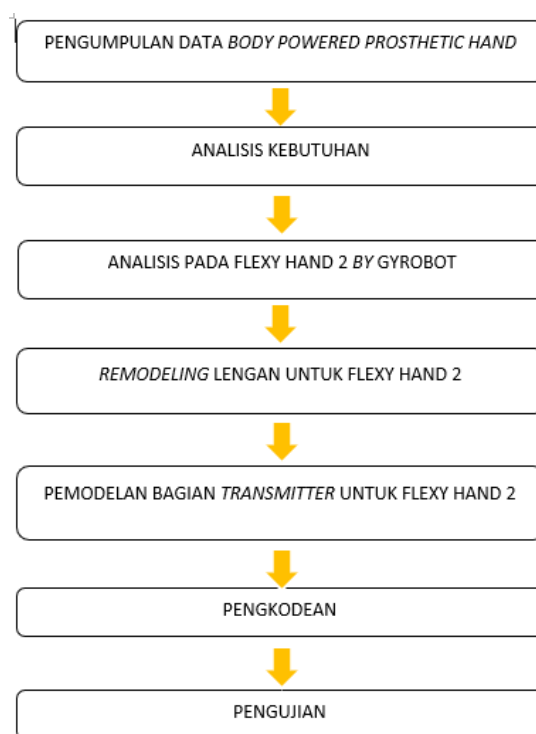 PENGUMPULAN DATA BODY POWERED PROSTHETIC HAND
ANALISIS KEBUTUHAN
ANALISIS PADA FLEXY HAND 2 BY GYROBOT
REMODELING LENGAN UNTUK FLEXY HAND 2
PEMODELAN BAGIAN TRANSMITTER UNTUK FLEXY HAND 2
PENGKODEAN
PENGUJIAN